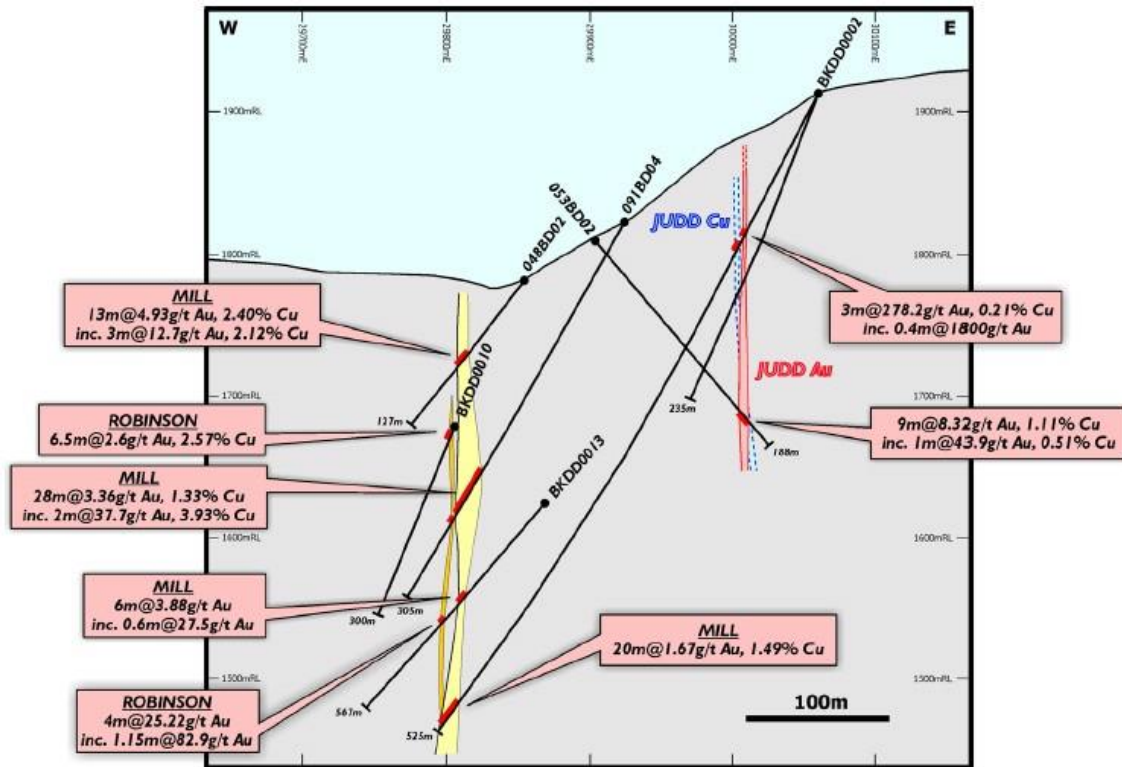 W
E
29700mE
29800mE
29900mE
30000mE
30100mE
BKDD0002
1900mRL
1900mRL
091BD04
053BD02
048BD02
JUDD Cu
1800mRL
1800mRL
MILL
13m@4.93g/t Au, 2.40% Cu
inc. 3m@12.7g/t Au, 2.12% Cu
3m@278.2g/t Au, 0.21% Cu
inc. 0.4m@1800g/t Au
BKDD0010
JUDD Au
1700mRL
1700mRL
127m
235m
ROBINSON
6.5m@2.6g/t Au, 2.57% Cu
9m@8.32g/t Au, 1.11% Cu
inc. 1m@43.9g/t Au, 0.51% Cu
188m
BKDD0013
MILL
28m@3.36g/t Au, 1.33% Cu
inc. 2m@37.7g/t Au, 3.93% Cu
1600mRL
1600mRL
MILL
6m@3.88g/t Au
inc. 0.6m@27.5g/t Au
305m
300m
MILL
20m@1.67g/t Au, 1.49% Cu
1500mRL
1500mRL
ROBINSON
4m@25.22g/t Au
inc. 1.15m@82.9g/t Au
567m
525m
100m